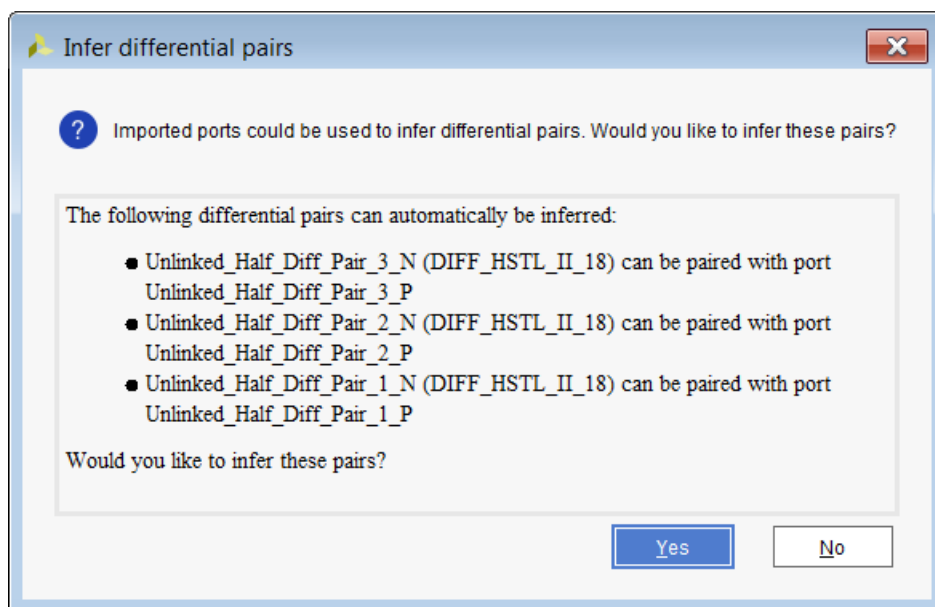 Infer differential pairs
Imported ports could be used to infer differential pairs. Would you like to infer these pairs?
The following differential pairs can automatically be inferred:
Unlinked_Half_Diff_Pair_3_N (DIFF_HSTL_II_18) can be paired with port
Unlinked_Half_Diff_Pair_3_P
Unlinked_Half_Diff_Pair_2_N (DIFF_HSTL_II_18) can be paired with port
Unlinked_Half_Diff_Pair_2_P
Unlinked_Half_Diff_Pair_1_N (DIFF_HSTL_II_18) can be paired with port
Unlinked_Half_Diff_Pair_1_P
Would you like to infer these pairs?
Yes No